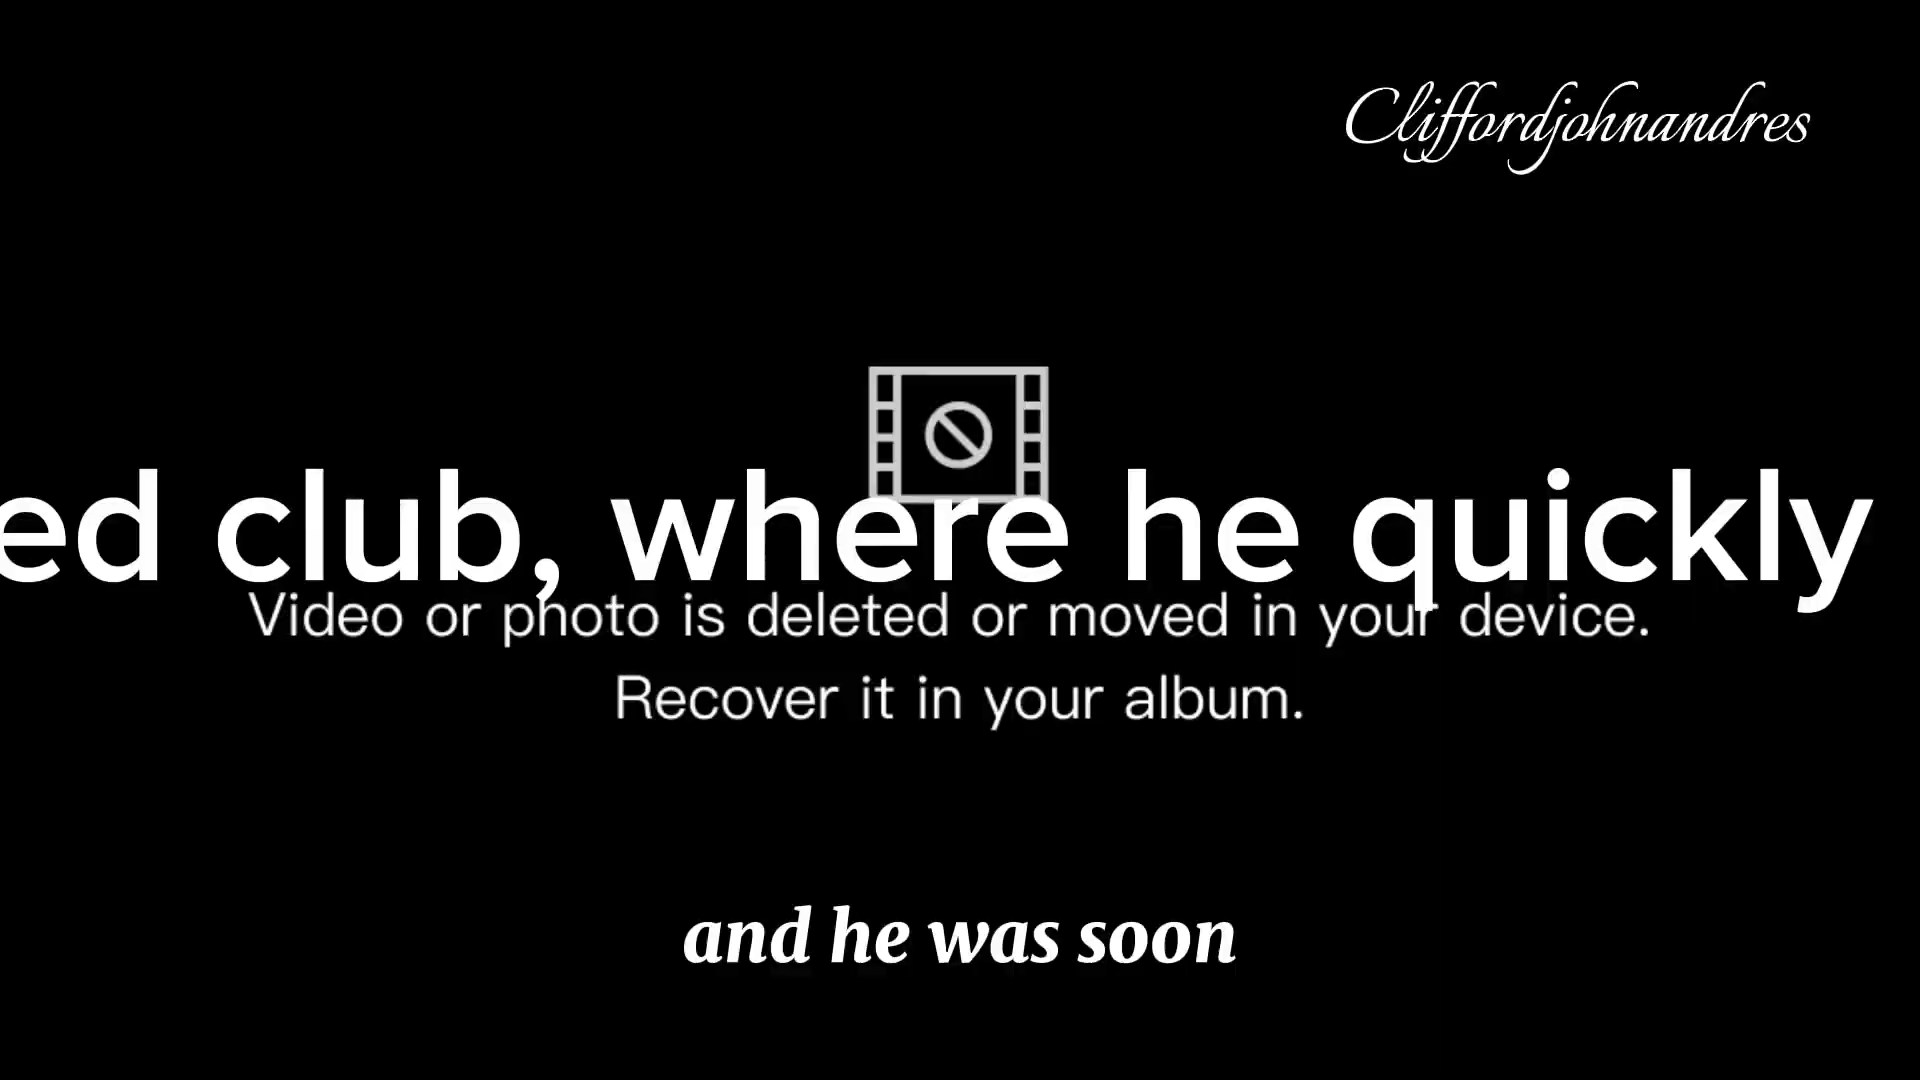 Cliffordjohnandres
ed club, where he quickly
Video or photo is deleted or moved in your device.
Recover it in your album.
and he was soon